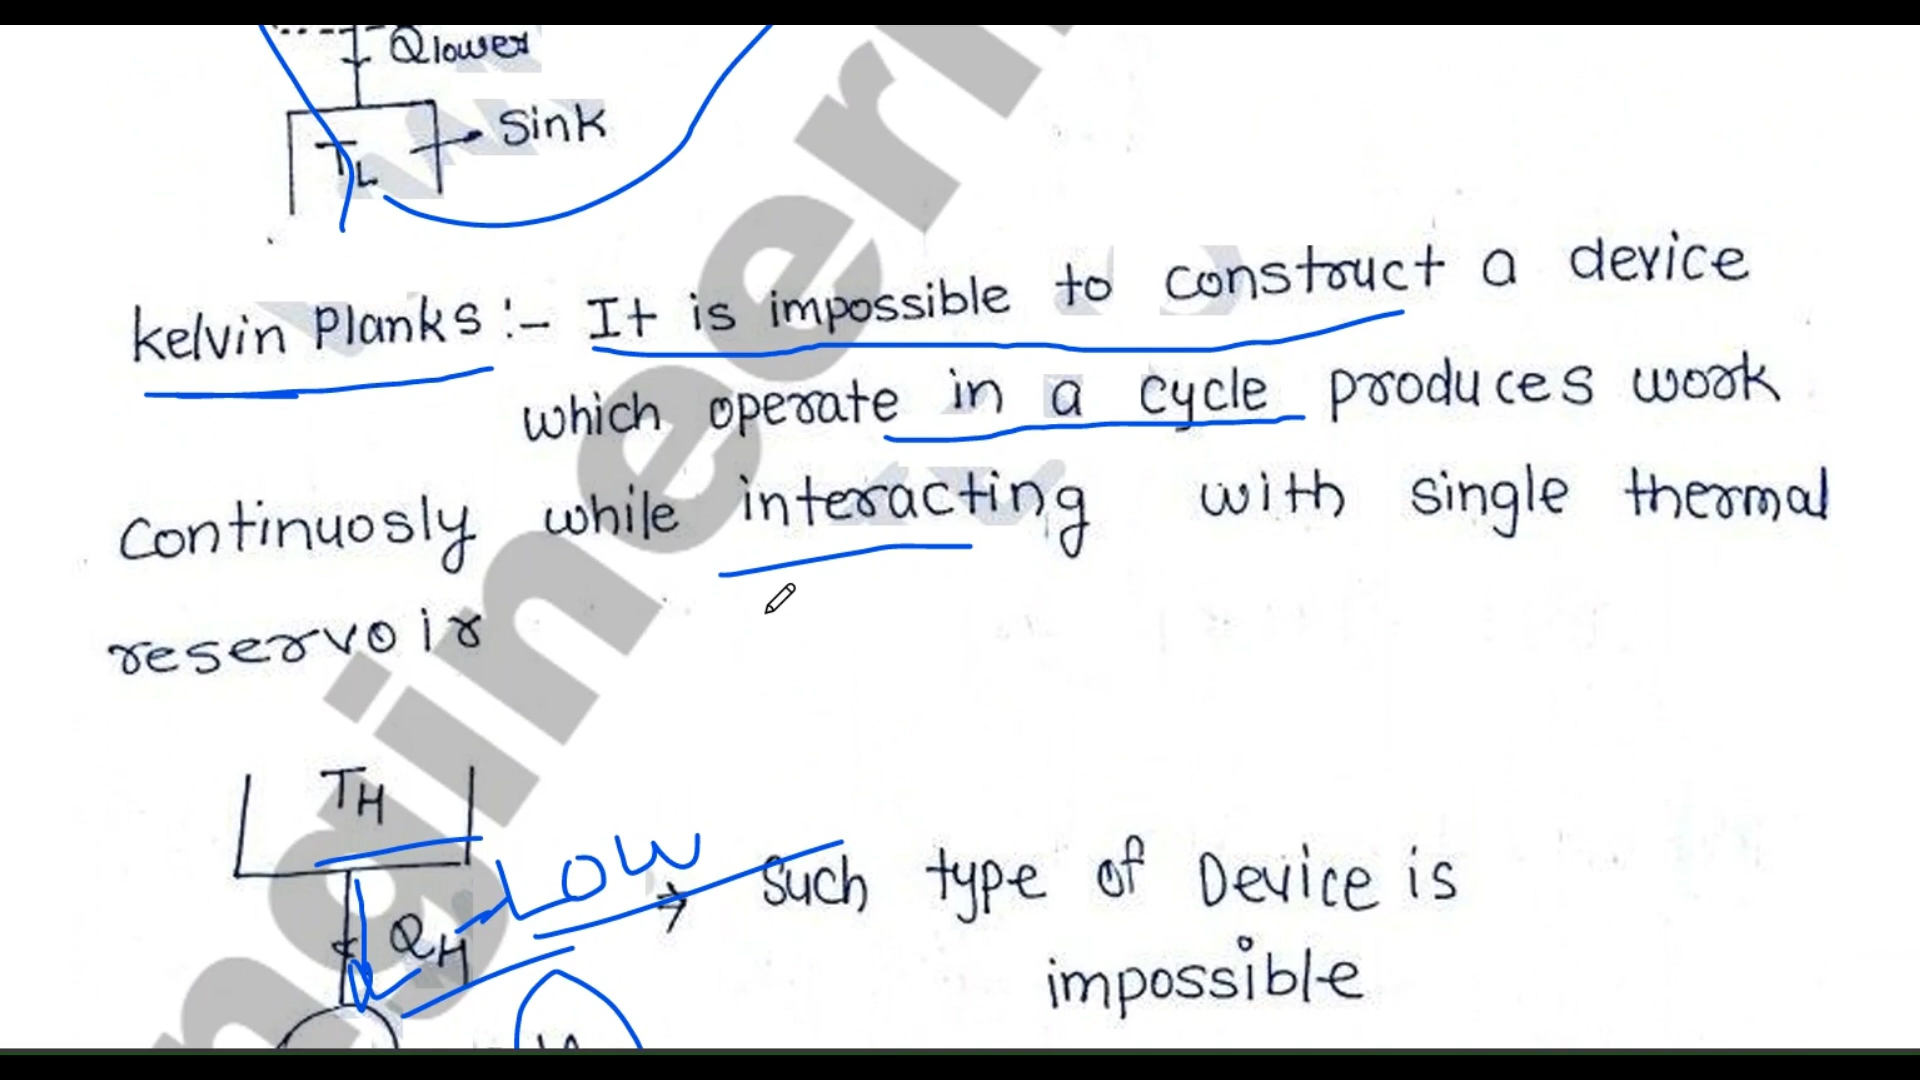 Qlower
Sink
TL
Kelvin Planks :- It is impossible to construct a device
which operate in a cycle produces work
continuosly while interacting with single thermal
reservoir
TH
LOW
QH
→ Such type of Device is
impossible